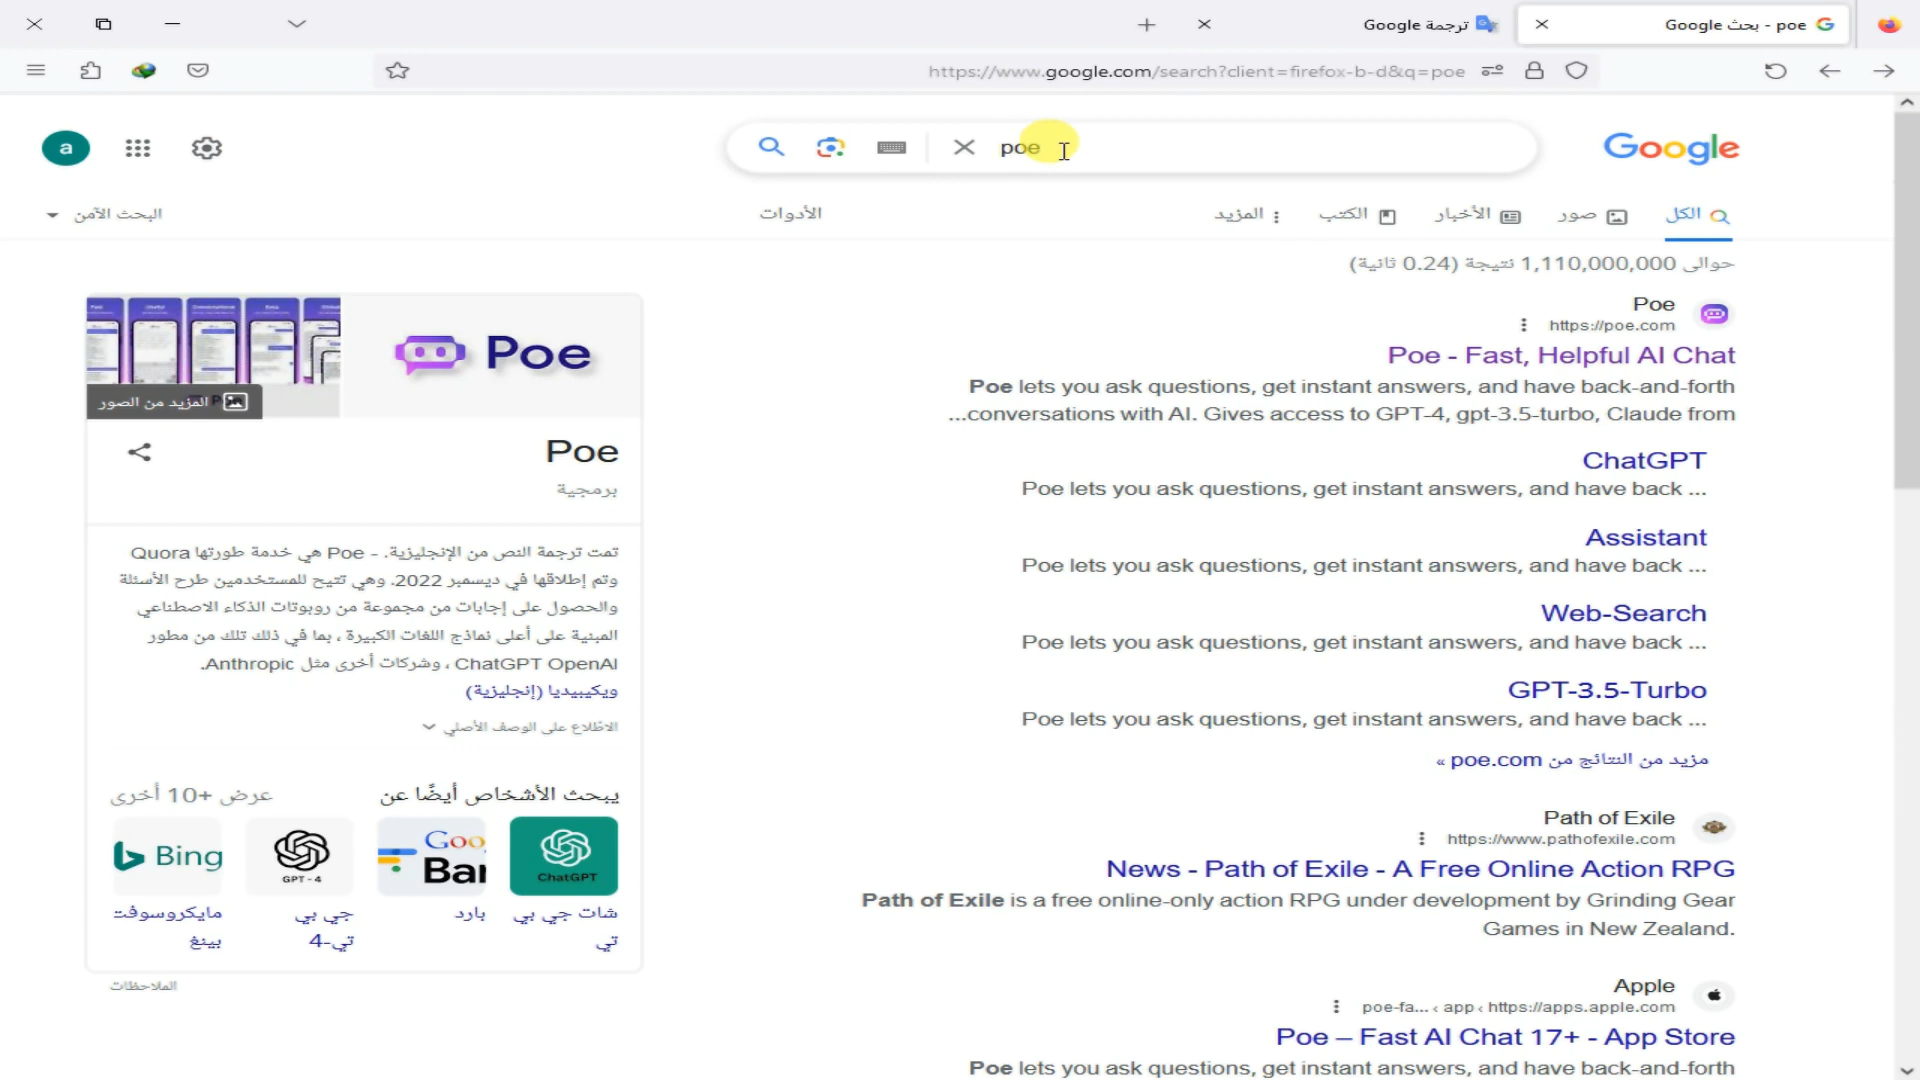 poe - بحث Google
ترجمة Google
https://www.google.com/search?client=firefox-b-d&q=poe
Google
poe
a
الكل
صور
الأخبار
الكتب
المزيد
الأدوات
البحث الآمن
حوالى 1,110,000,000 نتيجة (0.24 ثانية)
Poe
https://poe.com
Poe - Fast, Helpful AI Chat
Poe lets you ask questions, get instant answers, and have back-and-forth
...conversations with AI. Gives access to GPT-4, gpt-3.5-turbo, Claude from
ChatGPT
Poe lets you ask questions, get instant answers, and have back ...
Assistant
Poe lets you ask questions, get instant answers, and have back ...
Web-Search
Poe lets you ask questions, get instant answers, and have back ...
GPT-3.5-Turbo
Poe lets you ask questions, get instant answers, and have back ...
مزيد من النتائج من poe.com »
Path of Exile
https://www.pathofexile.com
News - Path of Exile - A Free Online Action RPG
Path of Exile is a free online-only action RPG under development by Grinding Gear
Games in New Zealand.
Apple
https://apps.apple.com › app › poe-fa...
Poe – Fast AI Chat 17+ - App Store
Poe lets you ask questions, get instant answers, and have back-and-forth
Poe
المزيد من الصور
Poe
برمجية
تمت ترجمة النص من الإنجليزية. - Poe هي خدمة طورتها Quora
وتم إطلاقها في ديسمبر 2022. وهي تتيح للمستخدمين طرح الأسئلة
والحصول على إجابات من مجموعة من روبوتات الذكاء الاصطناعي
المبنية على أعلى نماذج اللغات الكبيرة ، بما في ذلك تلك من مطور
ChatGPT OpenAI ، وشركات أخرى مثل Anthropic.
ويكيبيديا (إنجليزية)
الاطّلاع على الوصف الأصلي
يبحث الأشخاص أيضًا عن
عرض +10 أخرى
ChatGPT
GPT-4
Bing
شات جي بي
تي
بارد
جي بي
تي-4
مايكروسوفت
بينغ
الملاحظات